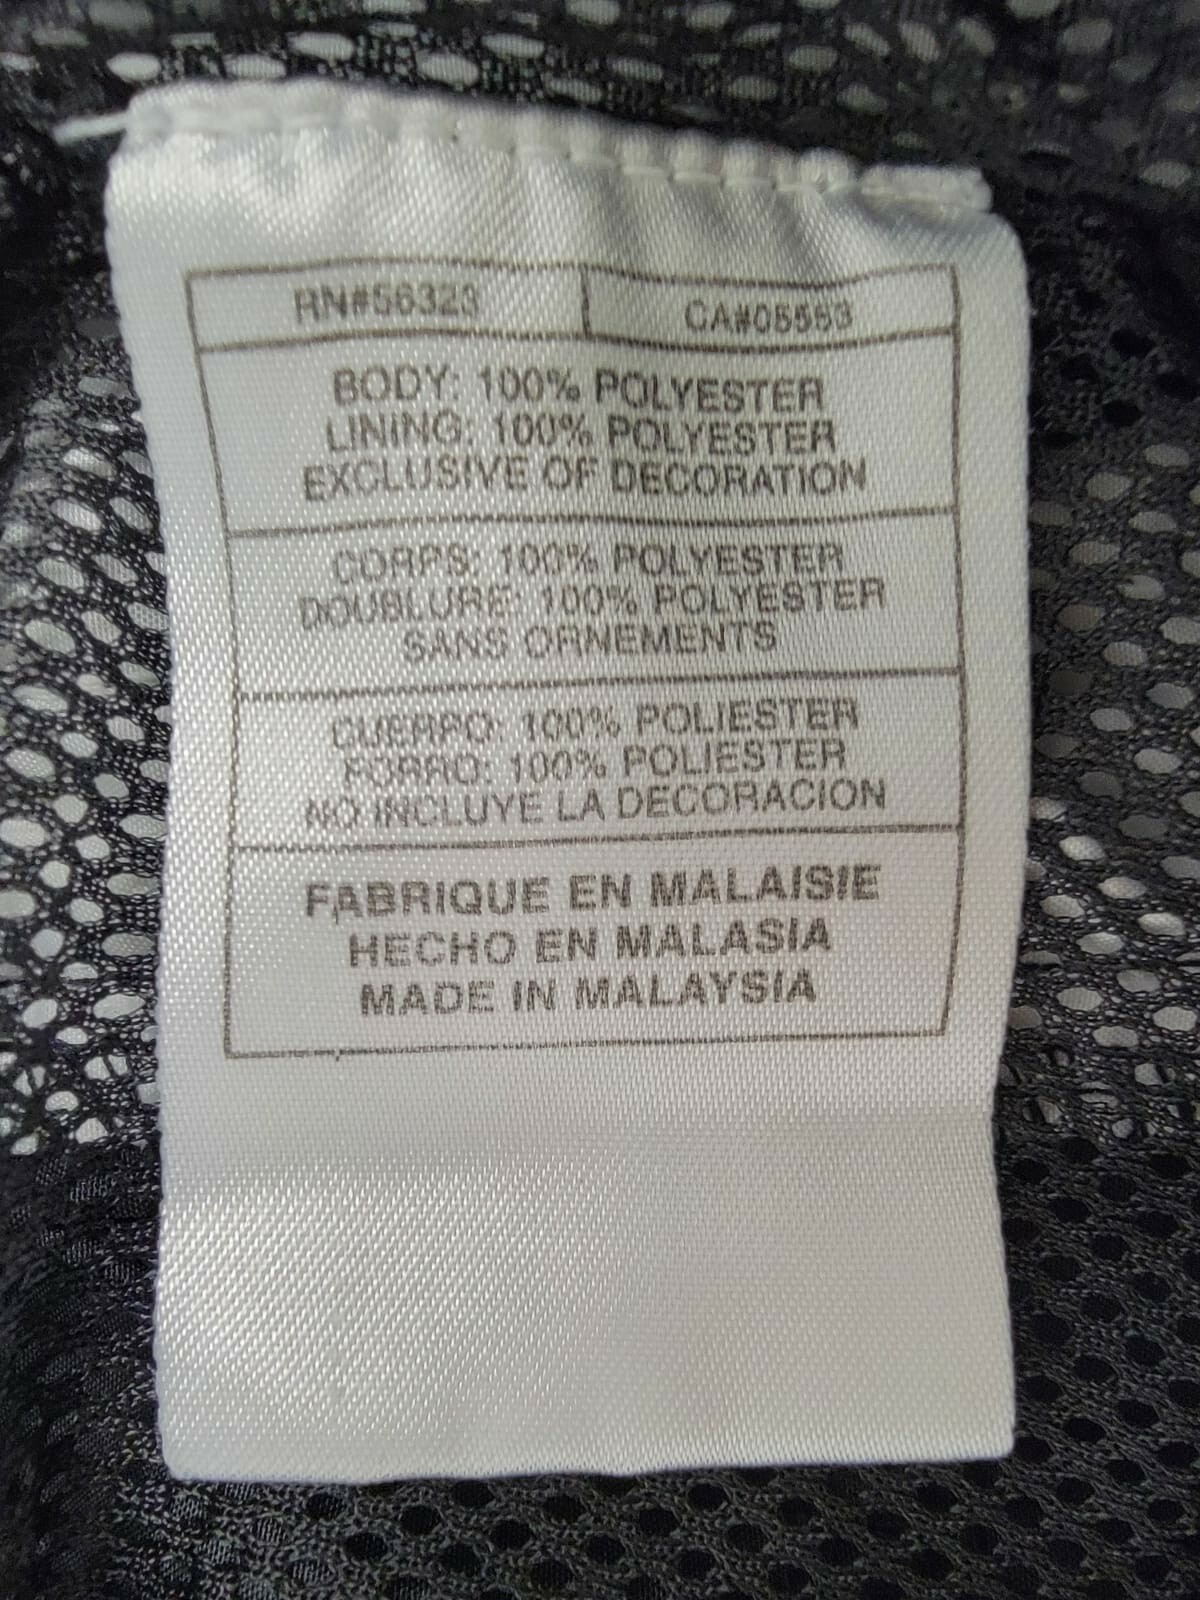 RN#56323 CA#05553
BODY: 100% POLYESTER
LINING: 100% POLYESTER
EXCLUSIVE OF DECORATION
CORPS: 100% POLYESTER
DOUBLURE: 100% POLYESTER
SANS ORNEMENTS
CUERPO: 100% POLIESTER
FORRO: 100% POLIESTER
NO INCLUYE LA DECORACION
FABRIQUE EN MALAISIE
HECHO EN MALASIA
MADE IN MALAYSIA